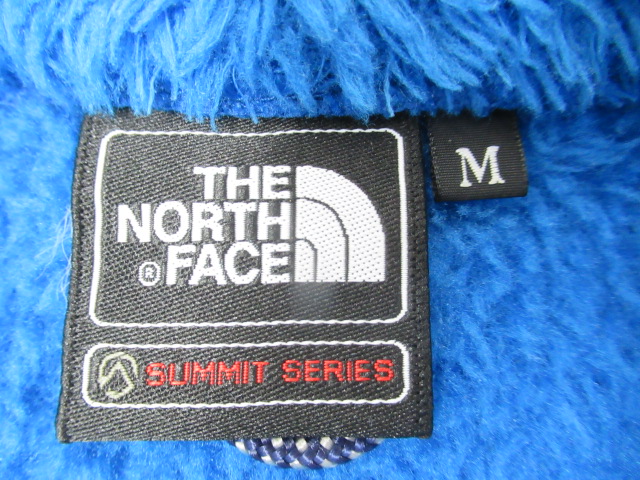 THE
NORTH
® FACE
M
SUMMIT SERIES